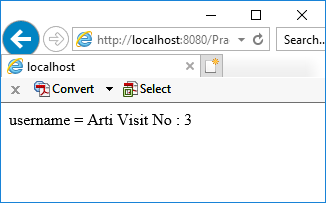 http://localhost:8080/Pra
Search...
localhost
x Convert Select
username = Arti Visit No : 3